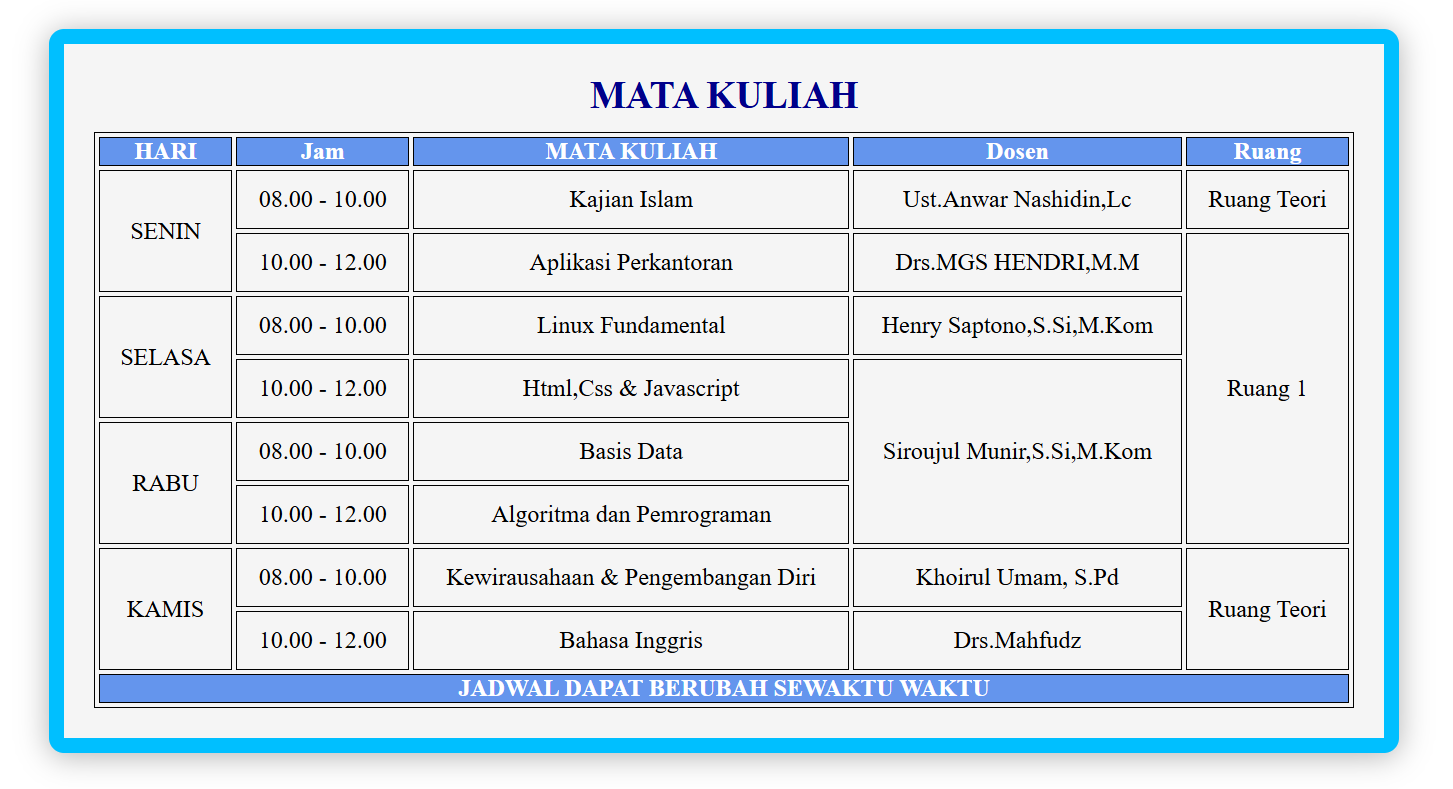 MATA KULIAH
HARI Jam MATA KULIAH Dosen Ruang
SENIN 08.00 - 10.00 Kajian Islam Ust.Anwar Nashidin,Lc Ruang Teori
10.00 - 12.00 Aplikasi Perkantoran Drs.MGS HENDRI,M.M Ruang 1
SELASA 08.00 - 10.00 Linux Fundamental Henry Saptono,S.Si,M.Kom
10.00 - 12.00 Html,Css & Javascript Siroujul Munir,S.Si,M.Kom
RABU 08.00 - 10.00 Basis Data
10.00 - 12.00 Algoritma dan Pemrograman
KAMIS 08.00 - 10.00 Kewirausahaan & Pengembangan Diri Khoirul Umam, S.Pd Ruang Teori
10.00 - 12.00 Bahasa Inggris Drs.Mahfudz
JADWAL DAPAT BERUBAH SEWAKTU WAKTU